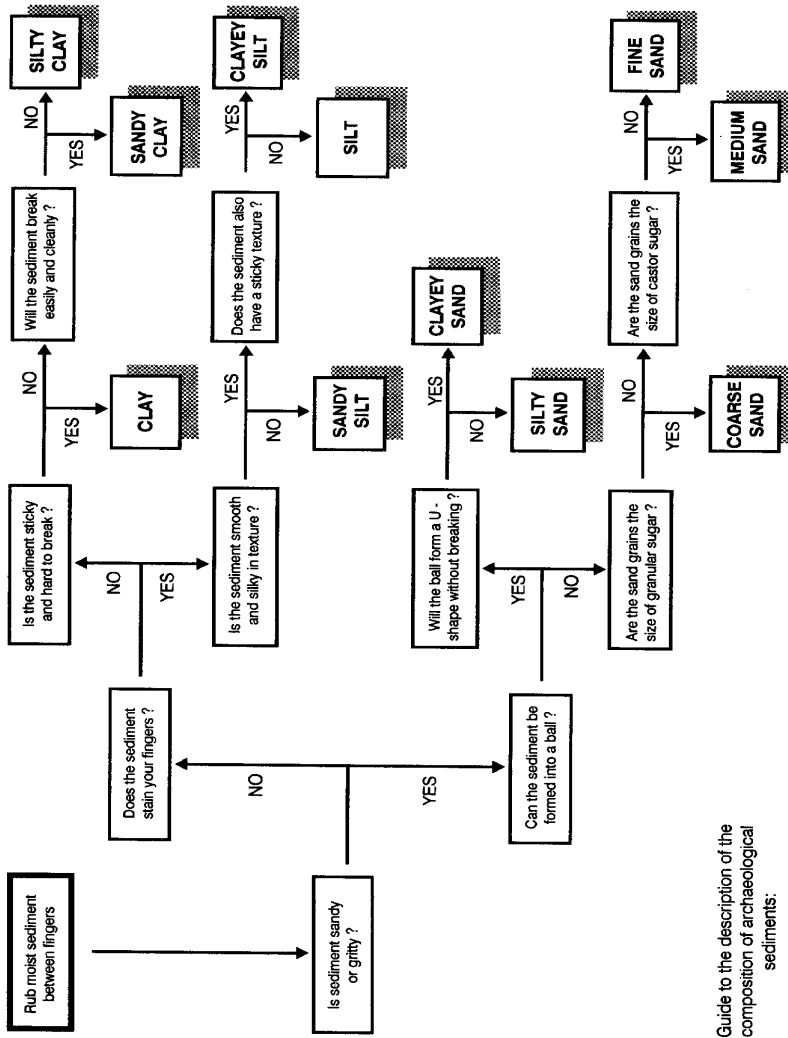 Rub moist sediment
between fingers
Is sediment sandy
or gritty ?
NO
YES
Does the sediment
stain your fingers ?
NO
YES
Is the sediment sticky
and hard to break ?
NO
YES
CLAY
Will the sediment break
easily and cleanly ?
NO
YES
SILTY
CLAY
SANDY
CLAY
Is the sediment smooth
and silky in texture ?
YES
NO
SANDY
SILT
Does the sediment also
have a sticky texture ?
YES
NO
CLAYEY
SILT
SILT
Can the sediment be
formed into a ball ?
YES
NO
Will the ball form a U -
shape without breaking ?
YES
NO
CLAYEY
SAND
SILTY
SAND
Are the sand grains the
size of granular sugar ?
NO
YES
COARSE
SAND
Are the sand grains the
size of castor sugar ?
NO
YES
FINE
SAND
MEDIUM
SAND
Guide to the description of the
composition of archaeological
sediments: